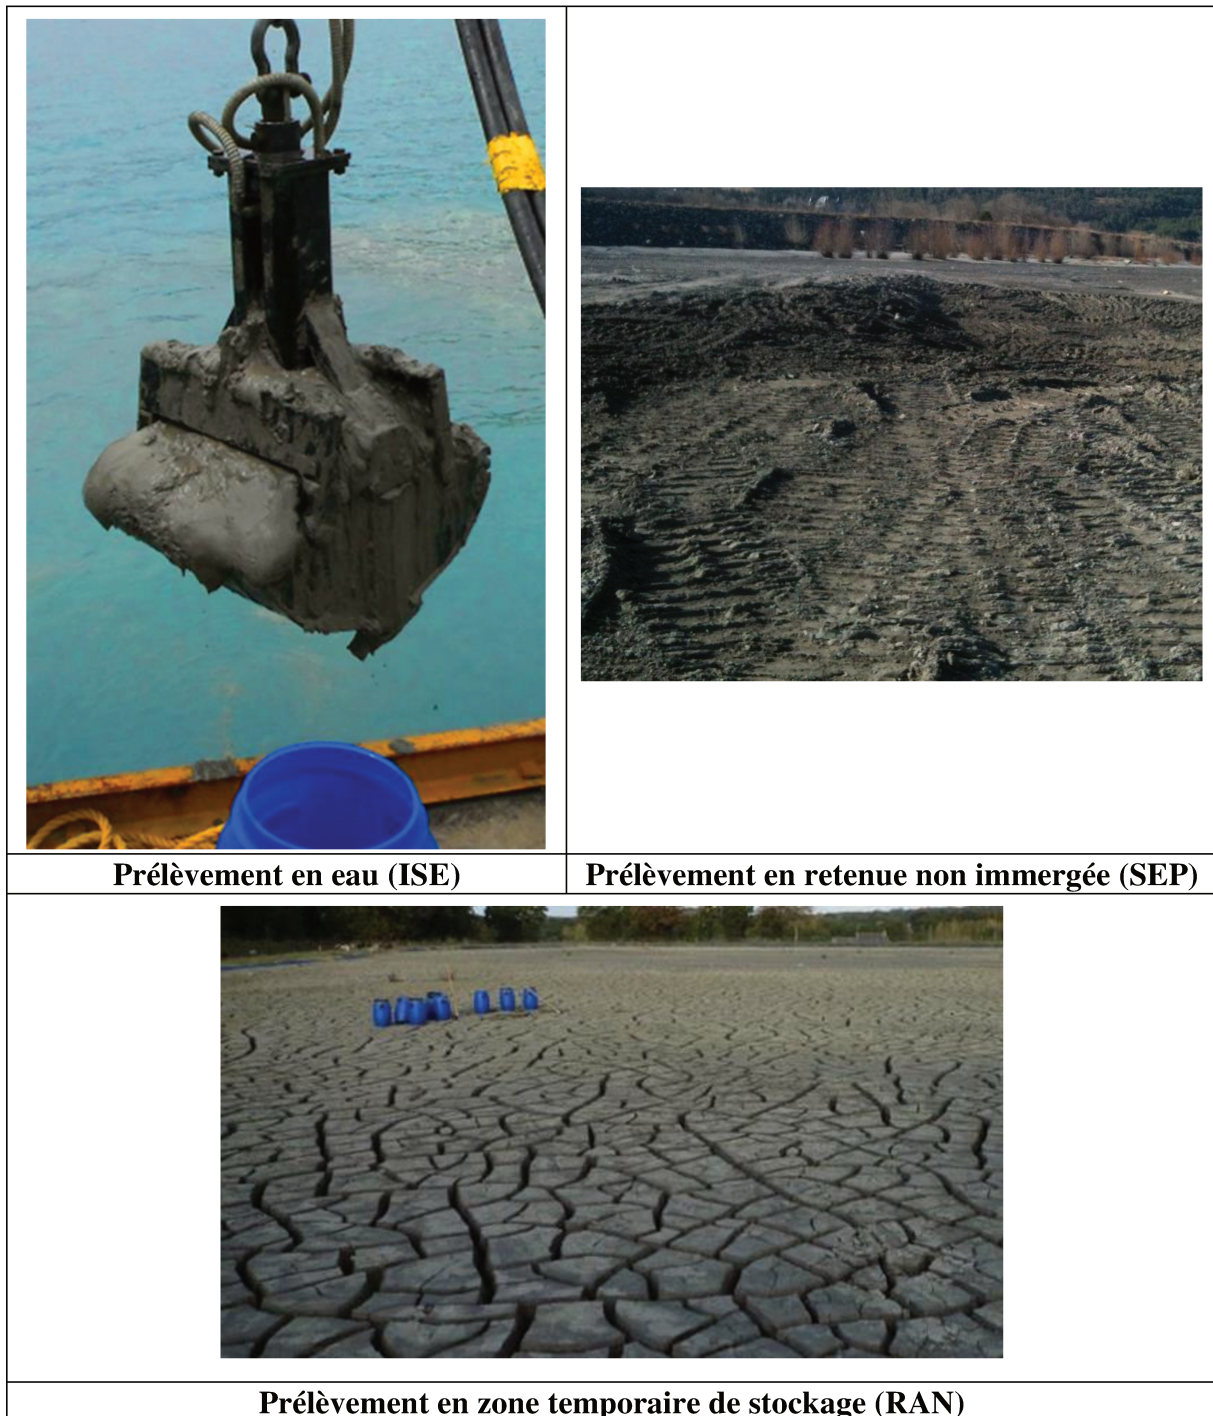 Prélèvement en eau (ISE)
Prélèvement en retenue non immergée (SEP)
Prélèvement en zone temporaire de stockage (RAN)